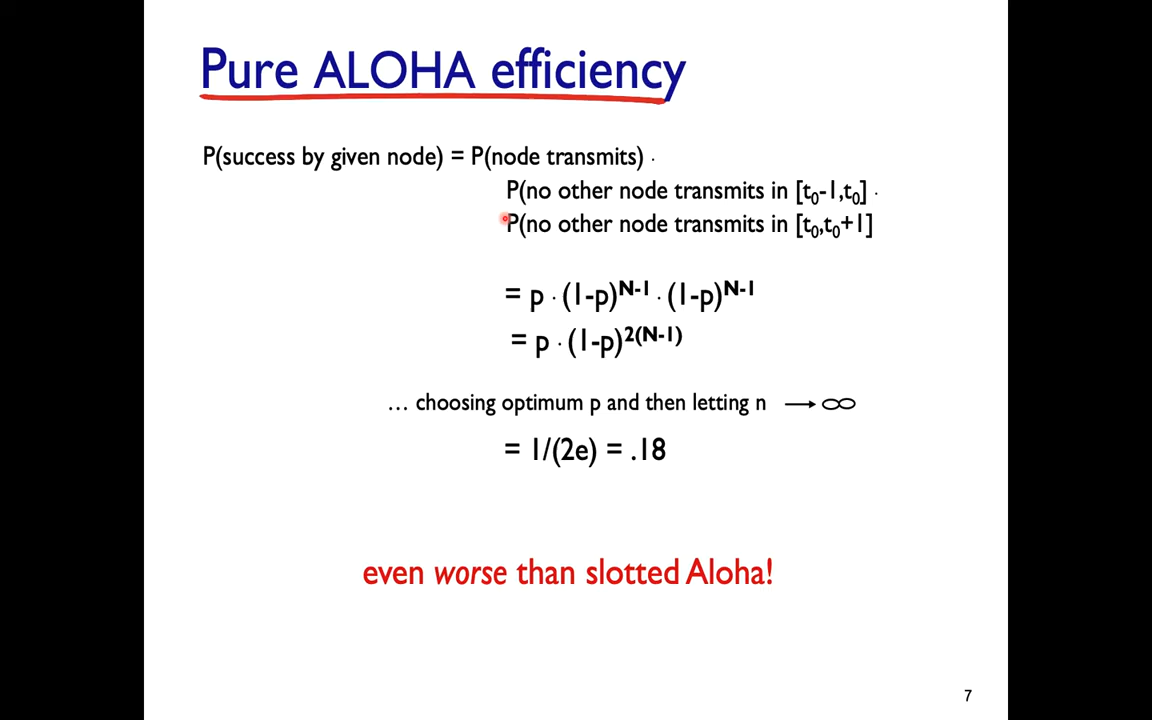 Pure ALOHA efficiency
P(success by given node) = P(node transmits) ·
P(no other node transmits in [t₀-1,t₀] ·
P(no other node transmits in [t₀,t₀+1]
= p · (1-p)ᴺ⁻¹ · (1-p)ᴺ⁻¹
= p · (1-p)²⁽ᴺ⁻¹⁾
… choosing optimum p and then letting n → ∞
= 1/(2e) = .18
even worse than slotted Aloha!
7